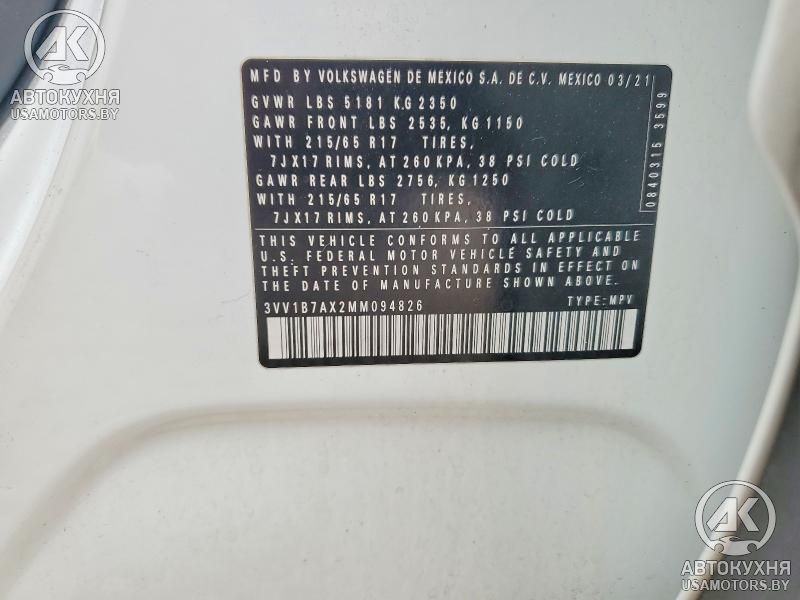 AK
АВТОКУХНЯ
USAMOTORS.BY
MFD BY VOLKSWAGEN DE MEXICO S.A. DE C.V. MEXICO 03/21
GVWR LBS 5181 KG 2350
GAWR FRONT LBS 2535, KG 1150
WITH 215/65 R17 TIRES,
7JX17 RIMS, AT 260 KPA, 38 PSI COLD
GAWR REAR LBS 2756, KG 1250
WITH 215/65 R17 TIRES,
7JX17 RIMS, AT 260 KPA, 38 PSI COLD
0840315 3599
THIS VEHICLE CONFORMS TO ALL APPLICABLE
U.S. FEDERAL MOTOR VEHICLE SAFETY AND
THEFT PREVENTION STANDARDS IN EFFECT ON
THE DATE OF MANUFACTURE SHOWN ABOVE.
3VV1B7AX2MM094826 TYPE:MPV
AK
АВТОКУХНЯ
USAMOTORS.BY